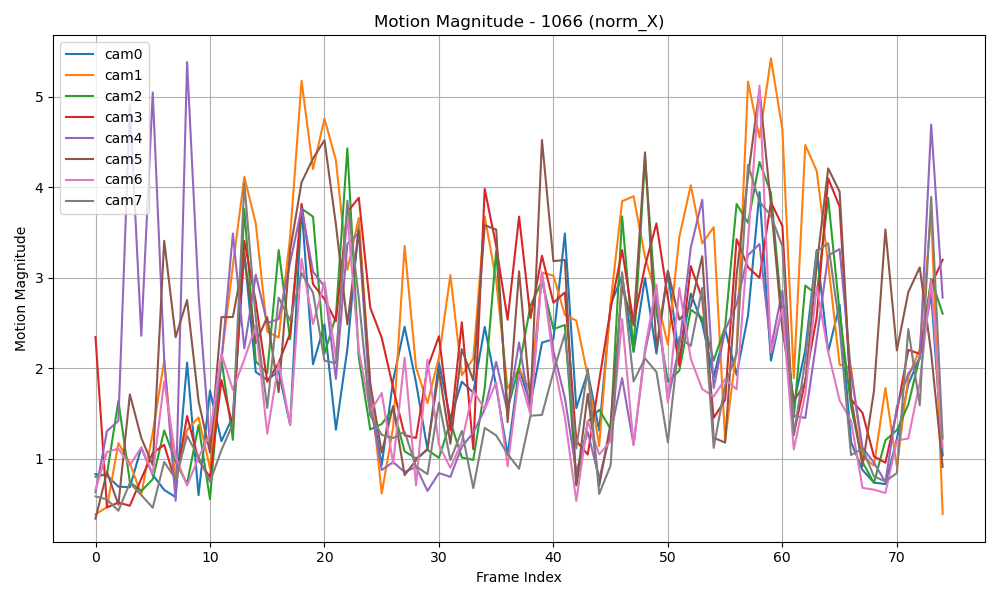 Motion Magnitude - 1066 (norm_X)
cam0
cam1
cam2
cam3
cam4
cam5
cam6
cam7
Motion Magnitude
5
4
3
2
1
0 10 20 30 40 50 60 70
Frame Index